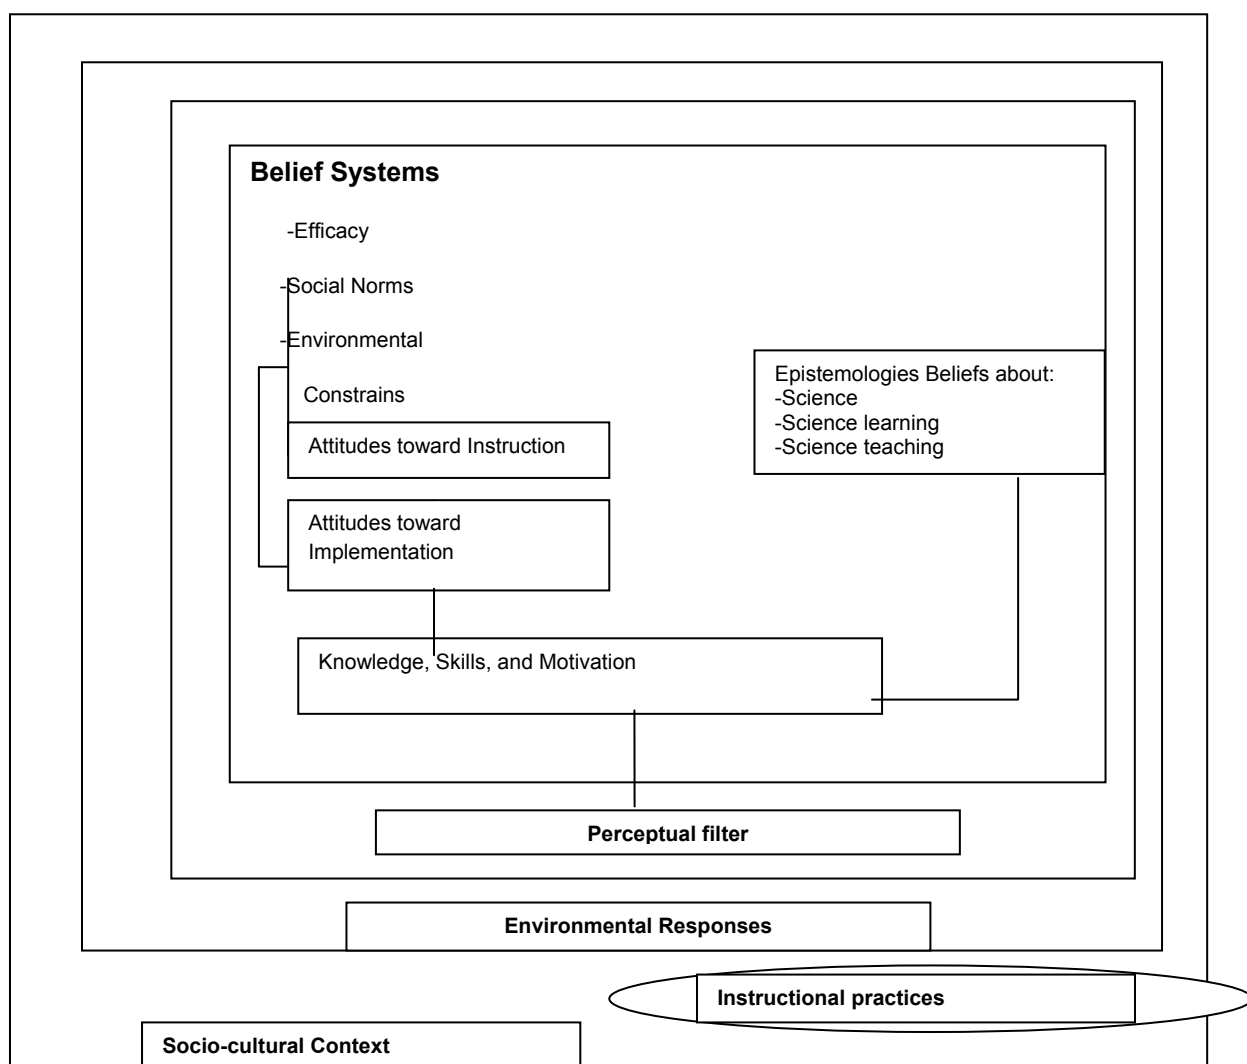 Belief Systems
-Efficacy
-Social Norms
-Environmental
Constrains
Attitudes toward Instruction
Attitudes toward
Implementation
Epistemologies Beliefs about:
-Science
-Science learning
-Science teaching
Knowledge, Skills, and Motivation
Perceptual filter
Environmental Responses
Instructional practices
Socio-cultural Context